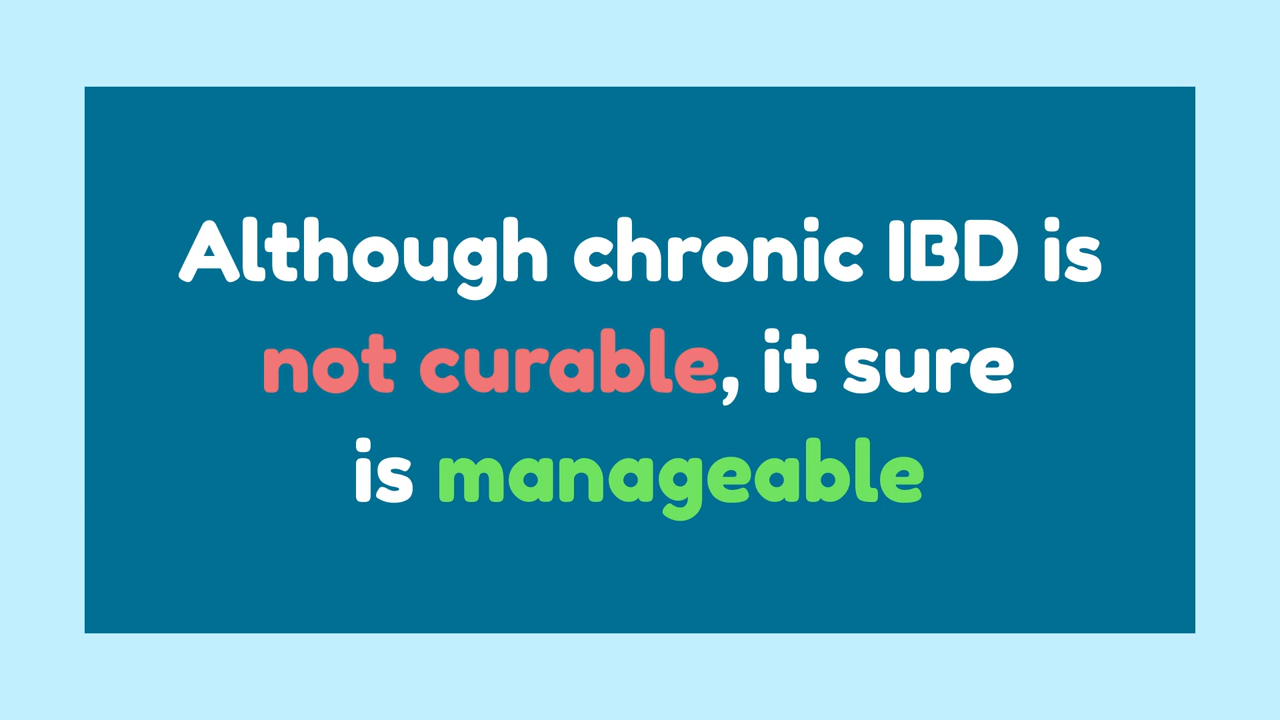 Although chronic IBD is
not curable, it sure
is manageable